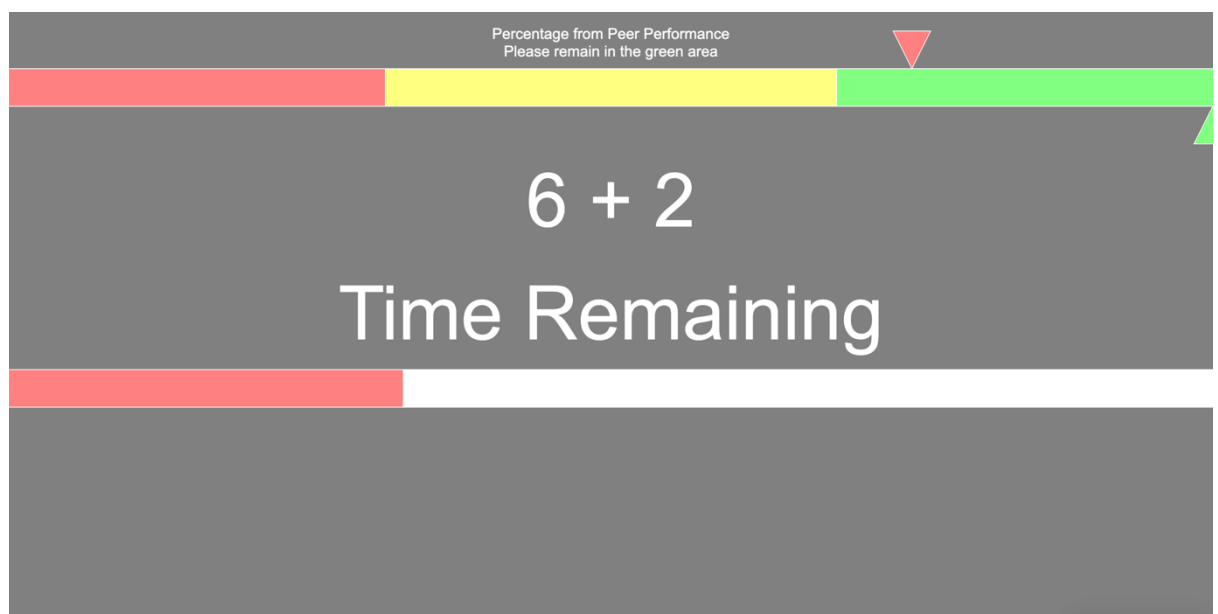 Percentage from Peer Performance
Please remain in the green area
6 + 2
Time Remaining